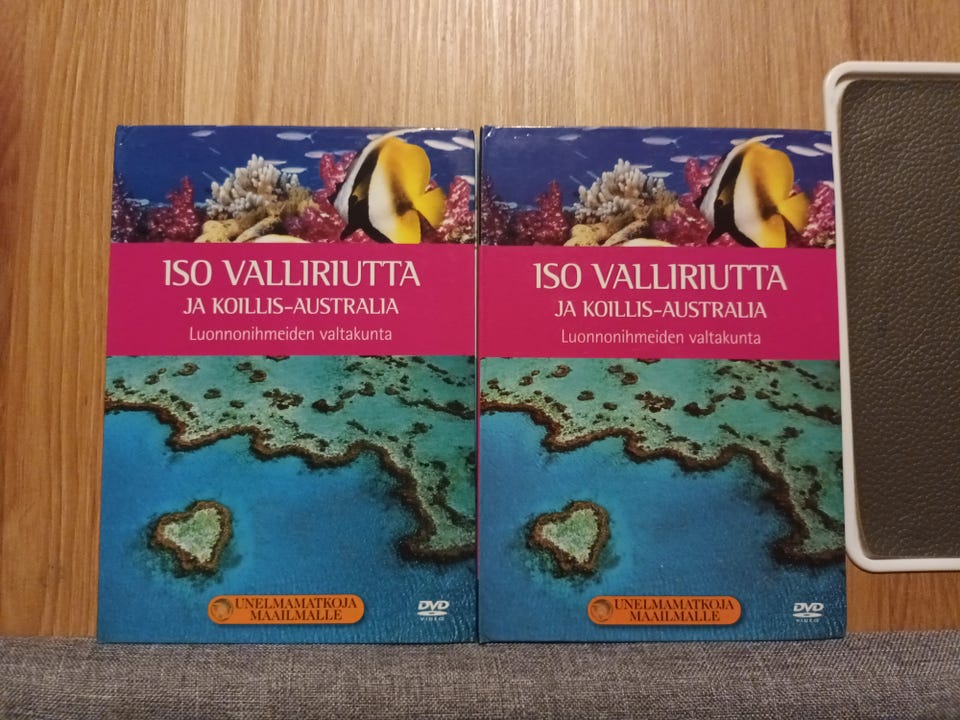 ISO VALLIRIUTTA
JA KOILLIS-AUSTRALIA
Luonnonihmeiden valtakunta
UNELMAMATKOJA
MAAILMALLE
DVD
VIDEO
ISO VALLIRIUTTA
JA KOILLIS-AUSTRALIA
Luonnonihmeiden valtakunta
UNELMAMATKOJA
MAAILMALLE
DVD
VIDEO